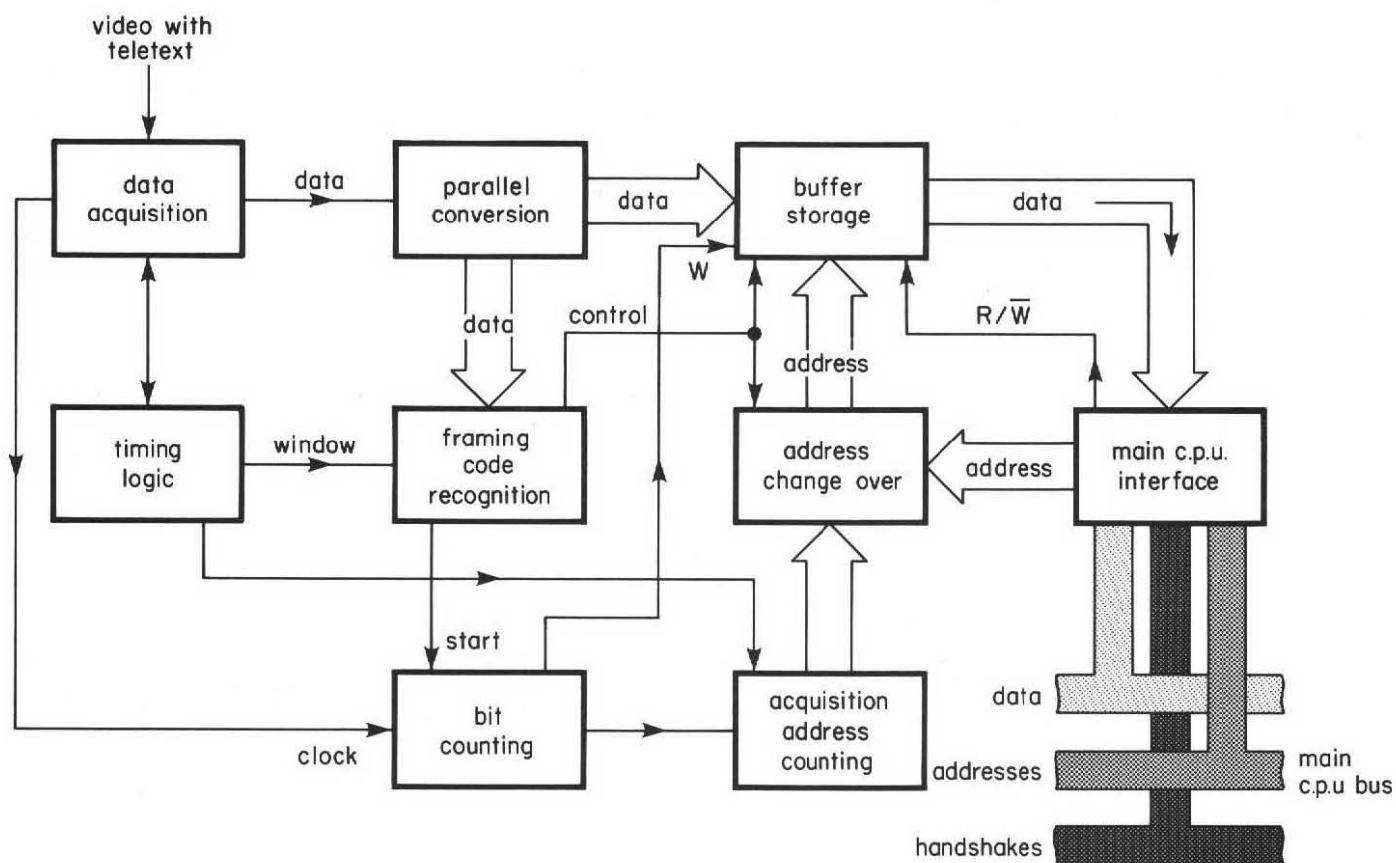 video with
teletext
data
acquisition
data
parallel
conversion
data
buffer
storage
data
W
data
control
address
R/W̅
timing
logic
window
framing
code
recognition
address
change over
address
main c.p.u.
interface
start
clock
bit
counting
acquisition
address
counting
data
addresses
main
c.p.u bus
handshakes